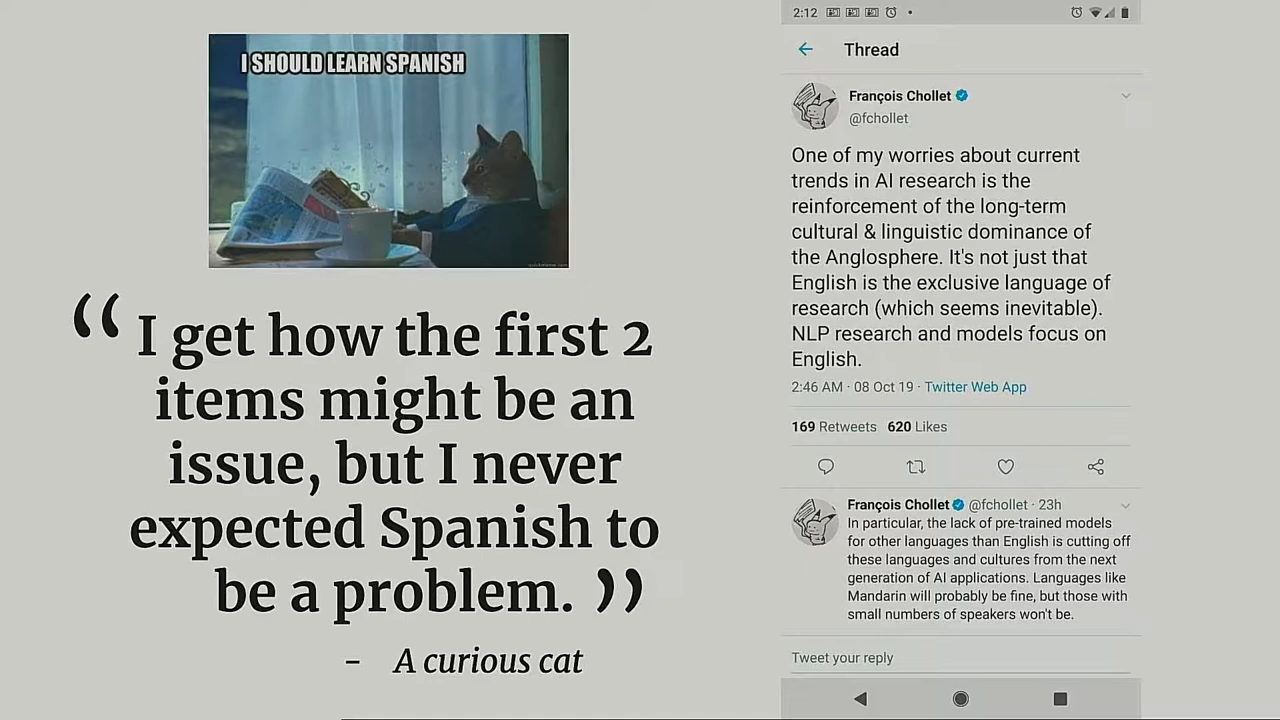 I SHOULD LEARN SPANISH
“ I get how the first 2
items might be an
issue, but I never
expected Spanish to
be a problem. ”
- A curious cat
2:12
Thread
François Chollet
@fchollet
One of my worries about current
trends in AI research is the
reinforcement of the long-term
cultural & linguistic dominance of
the Anglosphere. It's not just that
English is the exclusive language of
research (which seems inevitable).
NLP research and models focus on
English.
2:46 AM · 08 Oct 19 · Twitter Web App
169 Retweets 620 Likes
François Chollet @fchollet · 23h
In particular, the lack of pre-trained models
for other languages than English is cutting off
these languages and cultures from the next
generation of AI applications. Languages like
Mandarin will probably be fine, but those with
small numbers of speakers won't be.
Tweet your reply